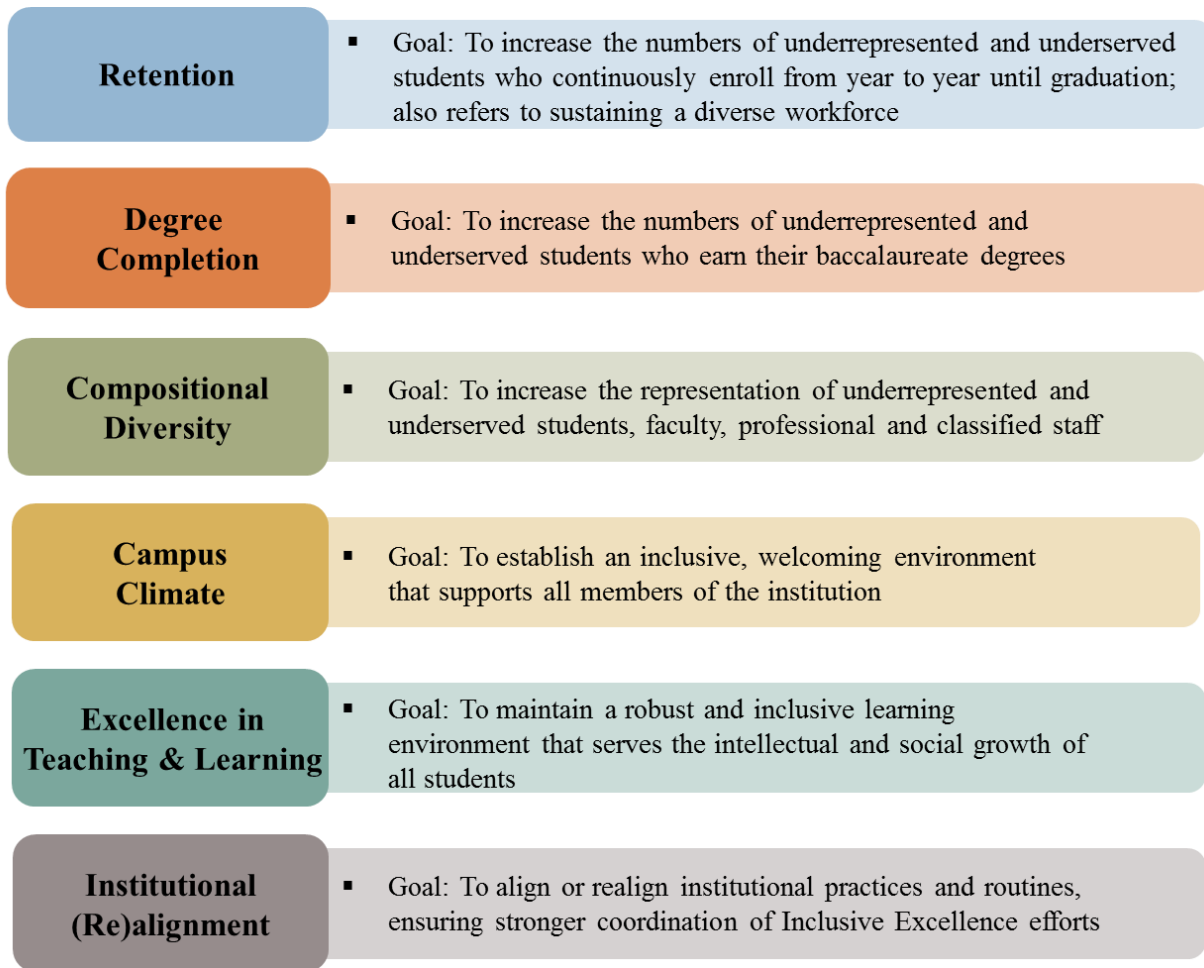 Retention
▪ Goal: To increase the numbers of underrepresented and underserved
students who continuously enroll from year to year until graduation;
also refers to sustaining a diverse workforce
Degree
Completion
▪ Goal: To increase the numbers of underrepresented and
underserved students who earn their baccalaureate degrees
Compositional
Diversity
▪ Goal: To increase the representation of underrepresented and
underserved students, faculty, professional and classified staff
Campus
Climate
▪ Goal: To establish an inclusive, welcoming environment
that supports all members of the institution
Excellence in
Teaching & Learning
▪ Goal: To maintain a robust and inclusive learning
environment that serves the intellectual and social growth of
all students
Institutional
(Re)alignment
▪ Goal: To align or realign institutional practices and routines,
ensuring stronger coordination of Inclusive Excellence efforts